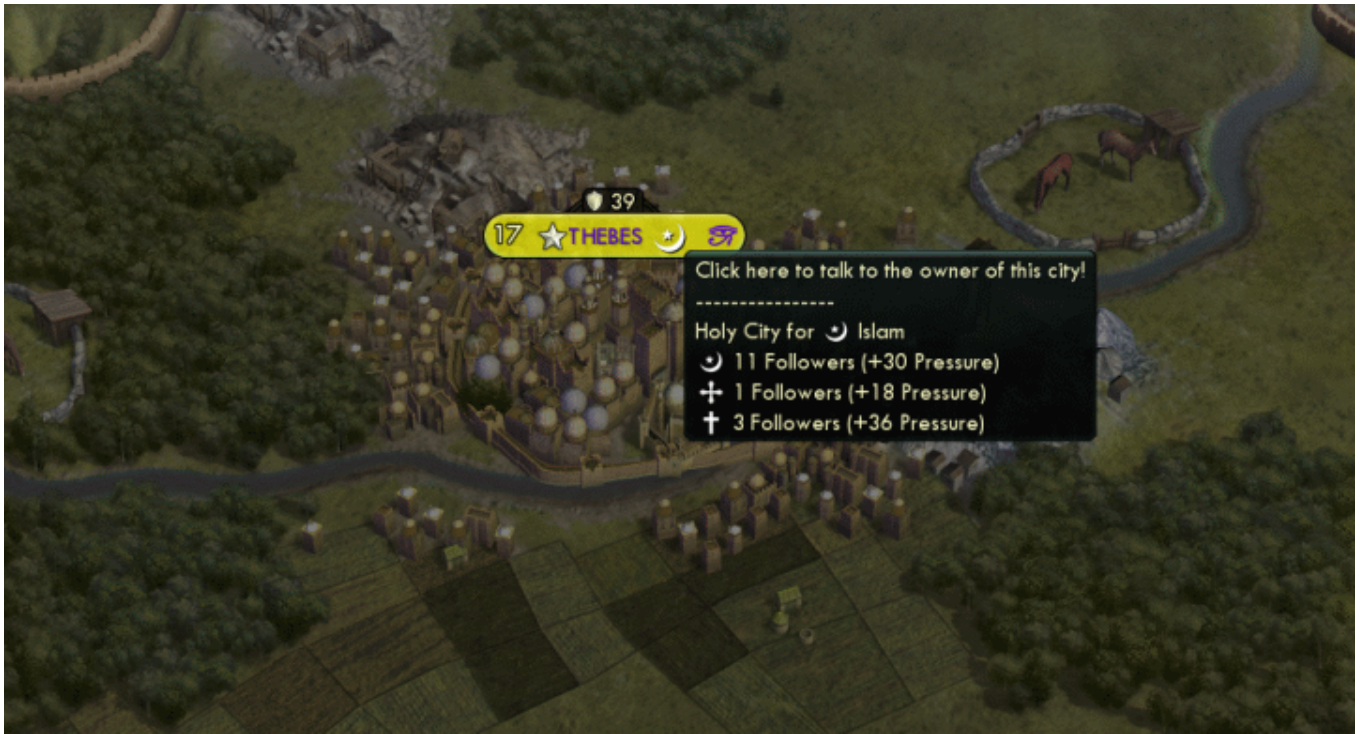 39
17 THEBES
Click here to talk to the owner of this city!
----------------
Holy City for Islam
11 Followers (+30 Pressure)
1 Followers (+18 Pressure)
3 Followers (+36 Pressure)